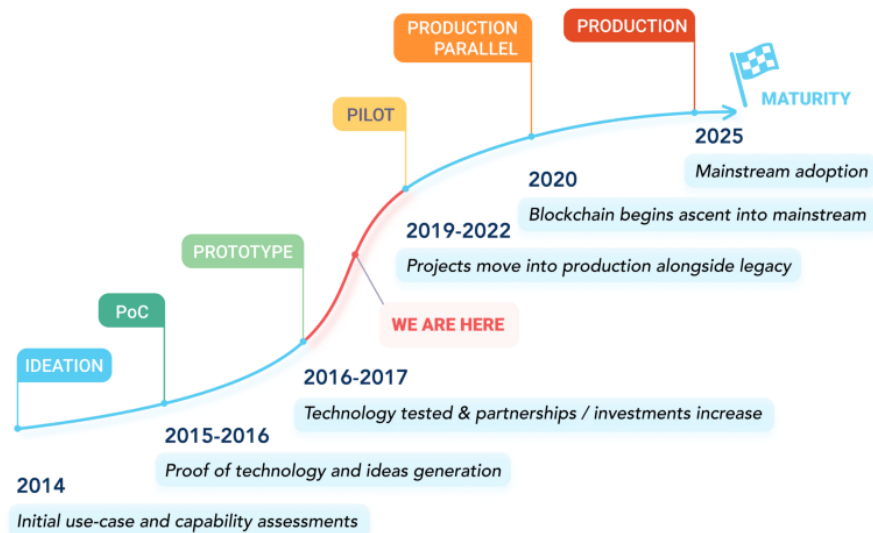 PRODUCTION
PARALLEL
PRODUCTION
MATURITY
PILOT
2025
Mainstream adoption
2020
Blockchain begins ascent into mainstream
PROTOTYPE
2019-2022
Projects move into production alongside legacy
PoC
WE ARE HERE
IDEATION
2016-2017
Technology tested & partnerships / investments increase
2015-2016
Proof of technology and ideas generation
2014
Initial use-case and capability assessments